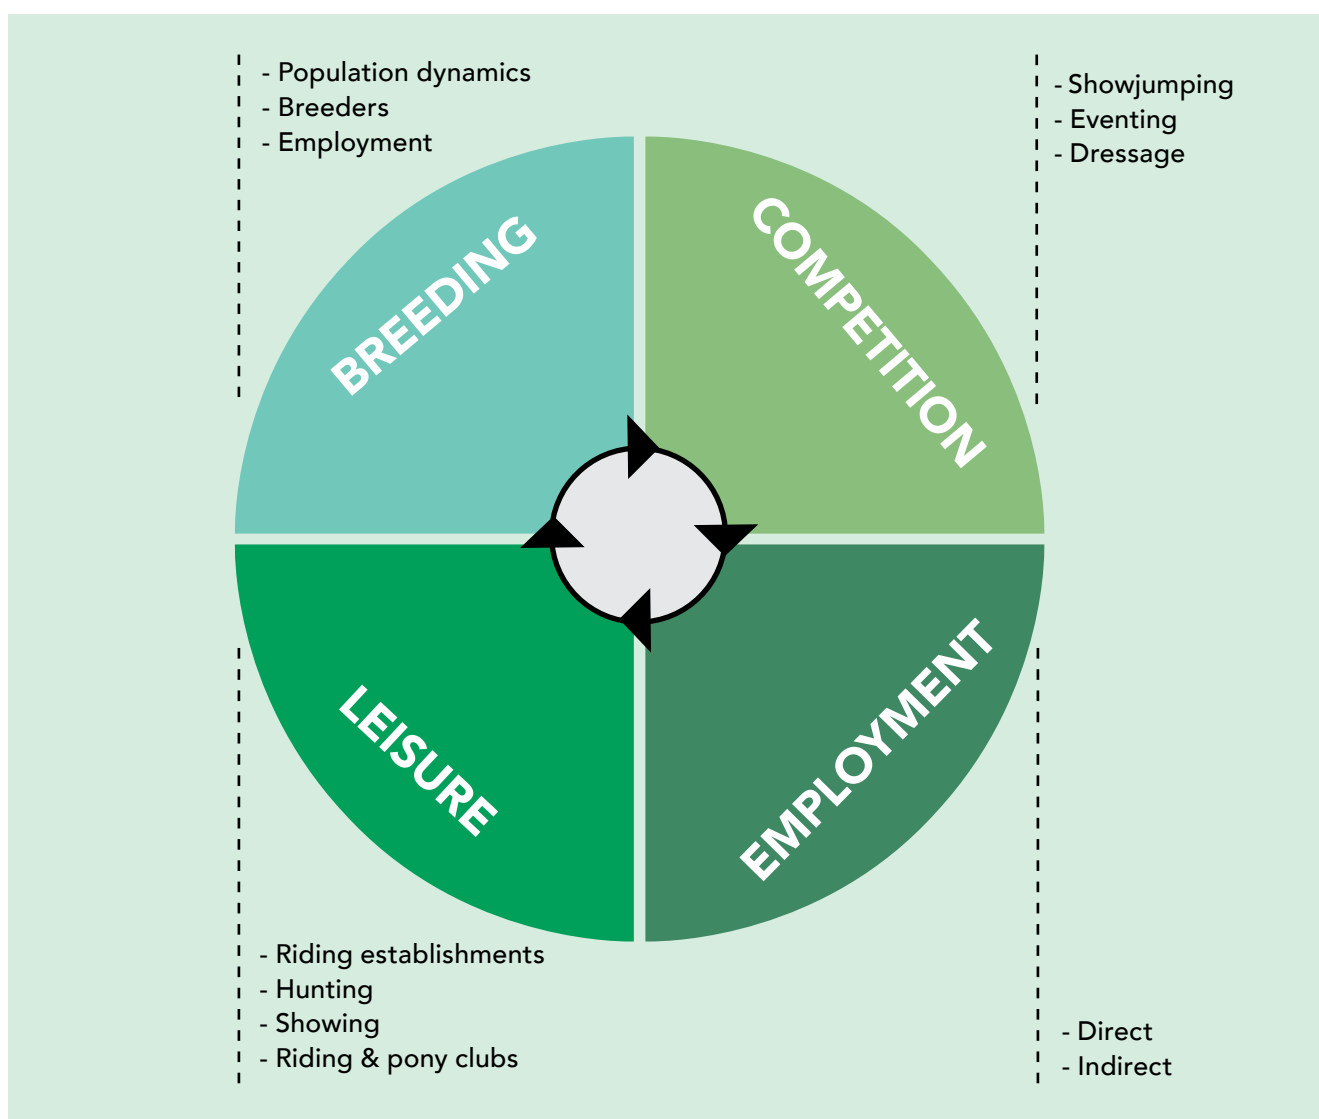 - Population dynamics
- Breeders
- Employment
- Showjumping
- Eventing
- Dressage
BREEDING
COMPETITION
LEISURE
EMPLOYMENT
- Riding establishments
- Hunting
- Showing
- Riding & pony clubs
- Direct
- Indirect